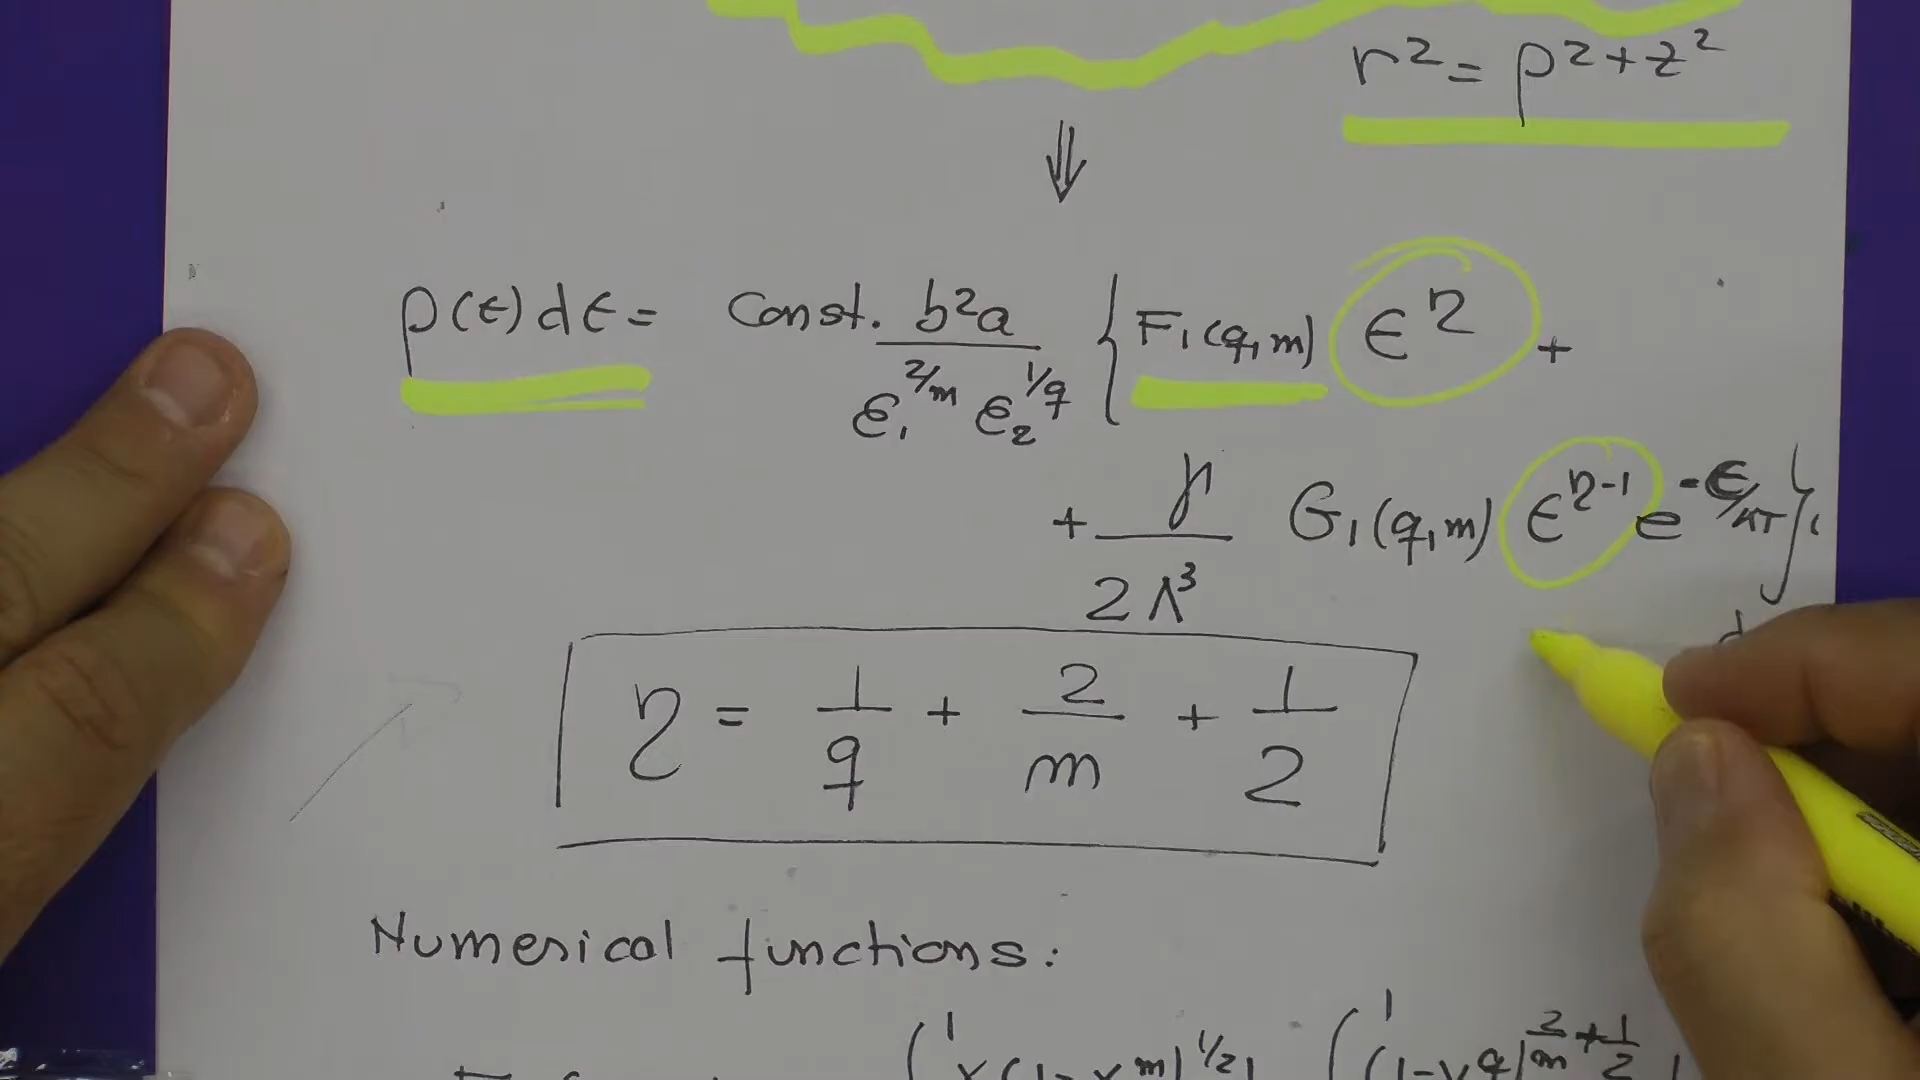 r² = ρ² + z²
⇓
ρ(ε)dε = Const. b²a / ε₁^(2/m) ε₂^(1/q) { F₁(q,m) ε^η +
+ γ / 2Λ³ G₁(q,m) ε^(η-1) e^(-ε/kT) }
η = 1/q + 2/m + 1/2
Numerical functions: